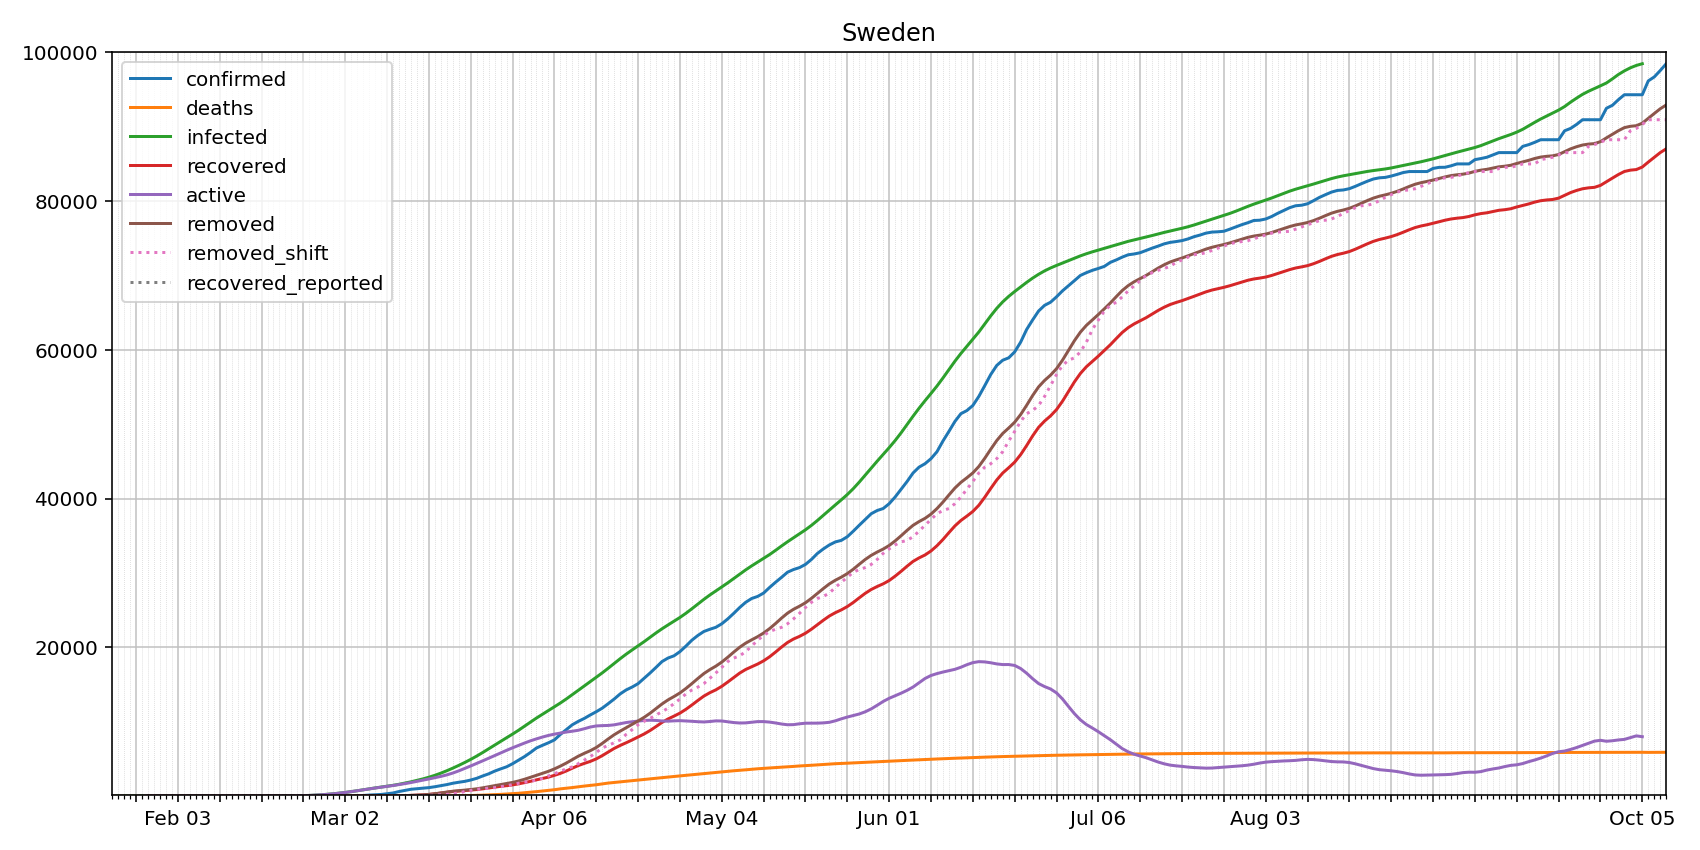 Sweden
100000
80000
60000
40000
20000
confirmed
deaths
infected
recovered
active
removed
removed_shift
recovered_reported
Feb 03 Mar 02 Apr 06 May 04 Jun 01 Jul 06 Aug 03 Oct 05